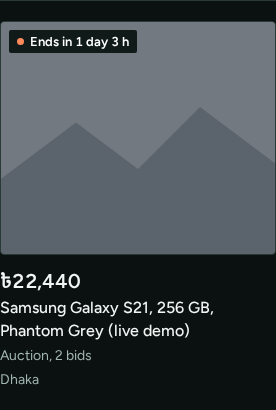 Ends in 1 day 3 h
৳22,440
Samsung Galaxy S21, 256 GB,
Phantom Grey (live demo)
Auction, 2 bids
Dhaka